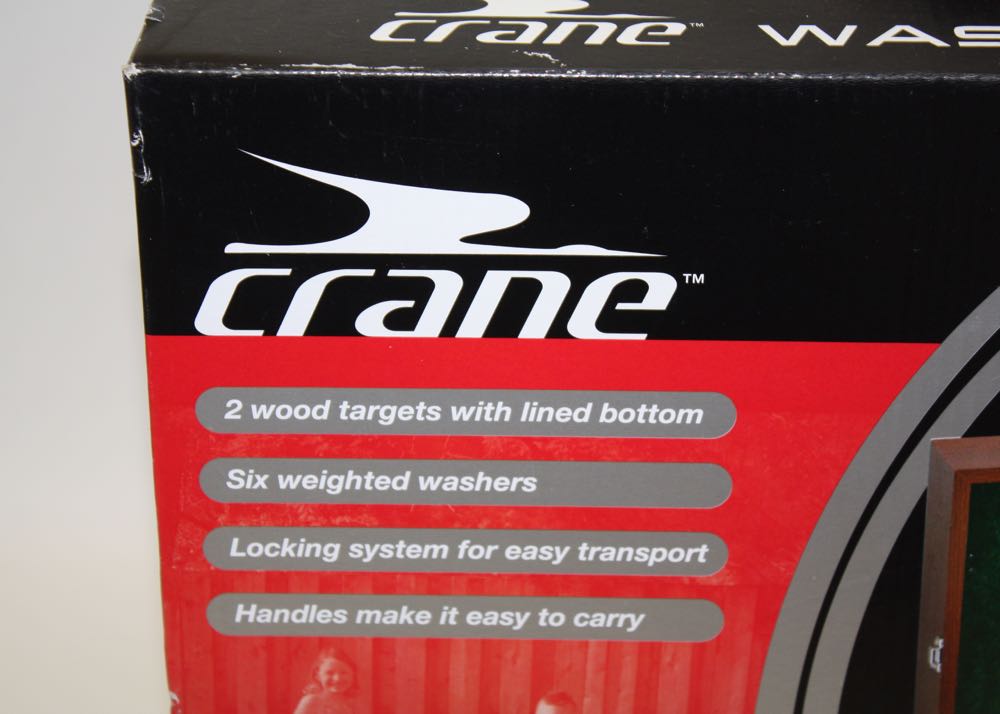 crane™ WAS
crane™
2 wood targets with lined bottom
Six weighted washers
Locking system for easy transport
Handles make it easy to carry